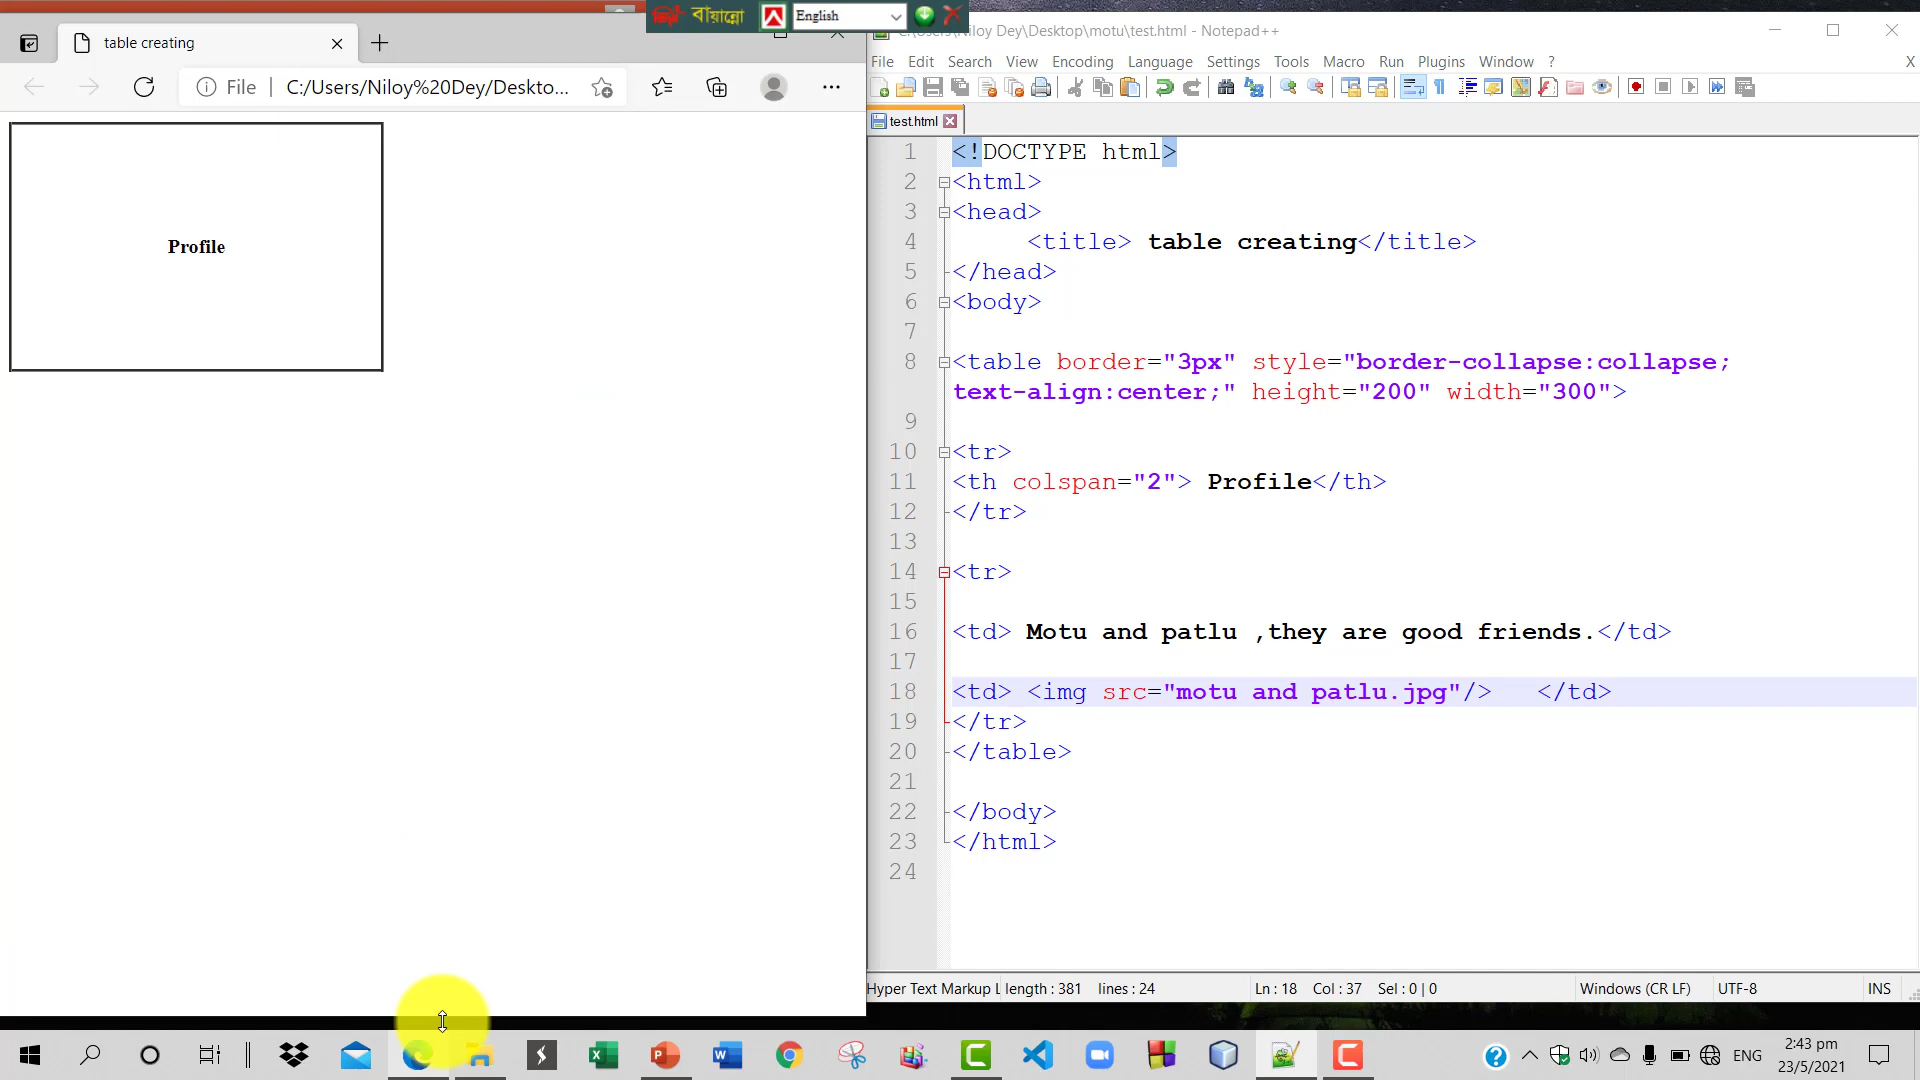 বায়ান্নো
English
table creating
File
C:/Users/Niloy%20Dey/Deskto...
Profile
C:\Users\Niloy Dey\Desktop\motu\test.html - Notepad++
File Edit Search View Encoding Language Settings Tools Macro Run Plugins Window ? X
test.html
1 <!DOCTYPE html>
2 <html>
3 <head>
4 <title> table creating</title>
5 </head>
6 <body>
7
8 <table border="3px" style="border-collapse:collapse;
text-align:center;" height="200" width="300">
9
10 <tr>
11 <th colspan="2"> Profile</th>
12 </tr>
13
14 <tr>
15
16 <td> Motu and patlu ,they are good friends.</td>
17
18 <td> <img src="motu and patlu.jpg"/> </td>
19 </tr>
20 </table>
21
22 </body>
23 </html>
24
Hyper Text Markup L length : 381 lines : 24 Ln : 18 Col : 37 Sel : 0 | 0 Windows (CR LF) UTF-8 INS
ENG
2:43 pm
23/5/2021